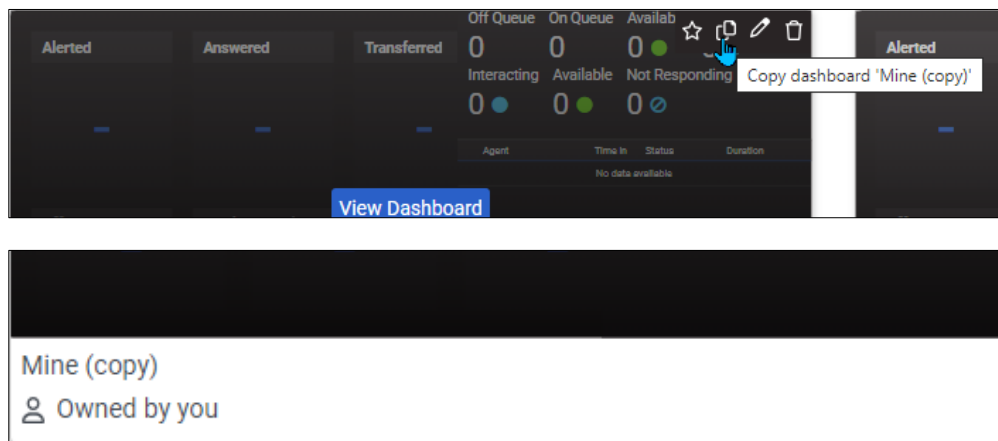 Off Queue On Queue Availab
Alerted Answered Transferred 0 0 0 Alerted
Interacting Available Not Responding Copy dashboard 'Mine (copy)'
0 0 0
Agent Time In Status Duration
No data available
View Dashboard
Mine (copy)
Owned by you